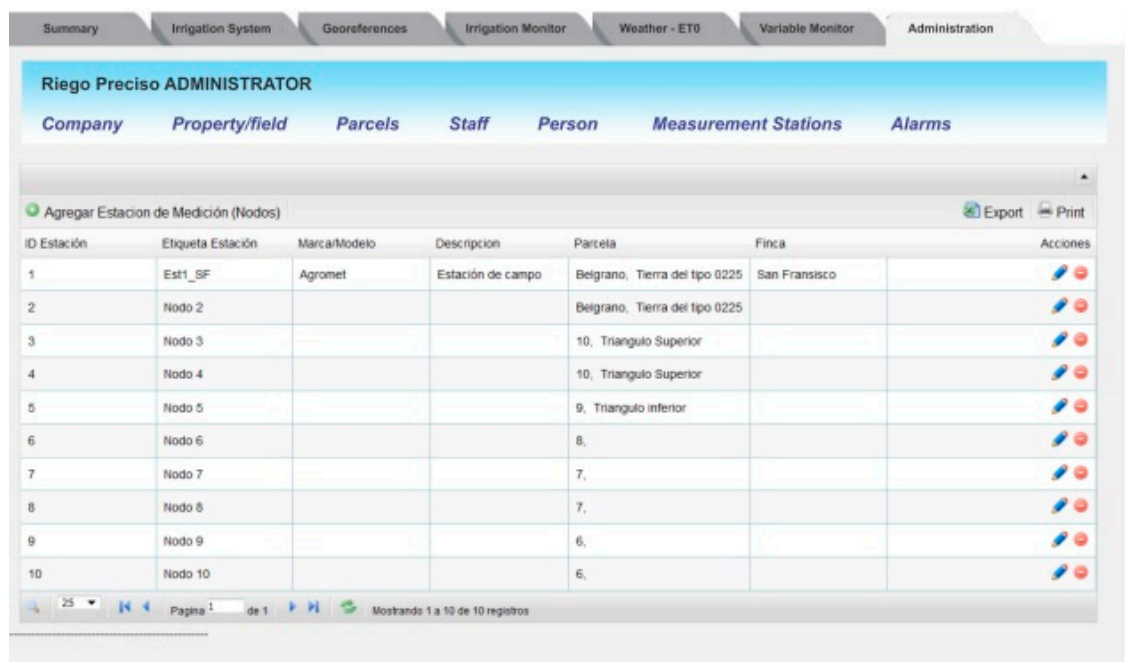 Summary Irrigation System Georeferences Irrigation Monitor Weather - ET0 Variable Monitor Administration
Riego Preciso ADMINISTRATOR
Company Property/field Parcels Staff Person Measurement Stations Alarms
Agregar Estacion de Medición (Nodos) Export Print
ID Estación Etiqueta Estación Marca/Modelo Descripcion Parcela Finca Acciones
1 Est1_SF Agromet Estación de campo Belgrano, Tierra del tipo 0225 San Fransisco
2 Nodo 2 Belgrano, Tierra del tipo 0225
3 Nodo 3 10, Triangulo Superior
4 Nodo 4 10, Triangulo Superior
5 Nodo 5 9, Triangulo inferior
6 Nodo 6 8,
7 Nodo 7 7,
8 Nodo 8 7,
9 Nodo 9 6,
10 Nodo 10 6,
25 Pagina 1 de 1 Mostrando 1 a 10 de 10 registros